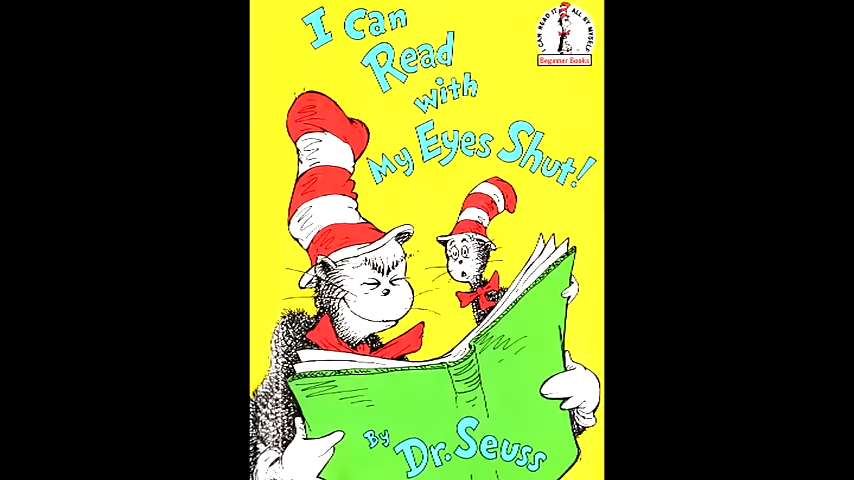 I Can
Read
with
My Eyes Shut!
I CAN READ IT ALL BY MYSELF
Beginner Books
By
Dr. Seuss